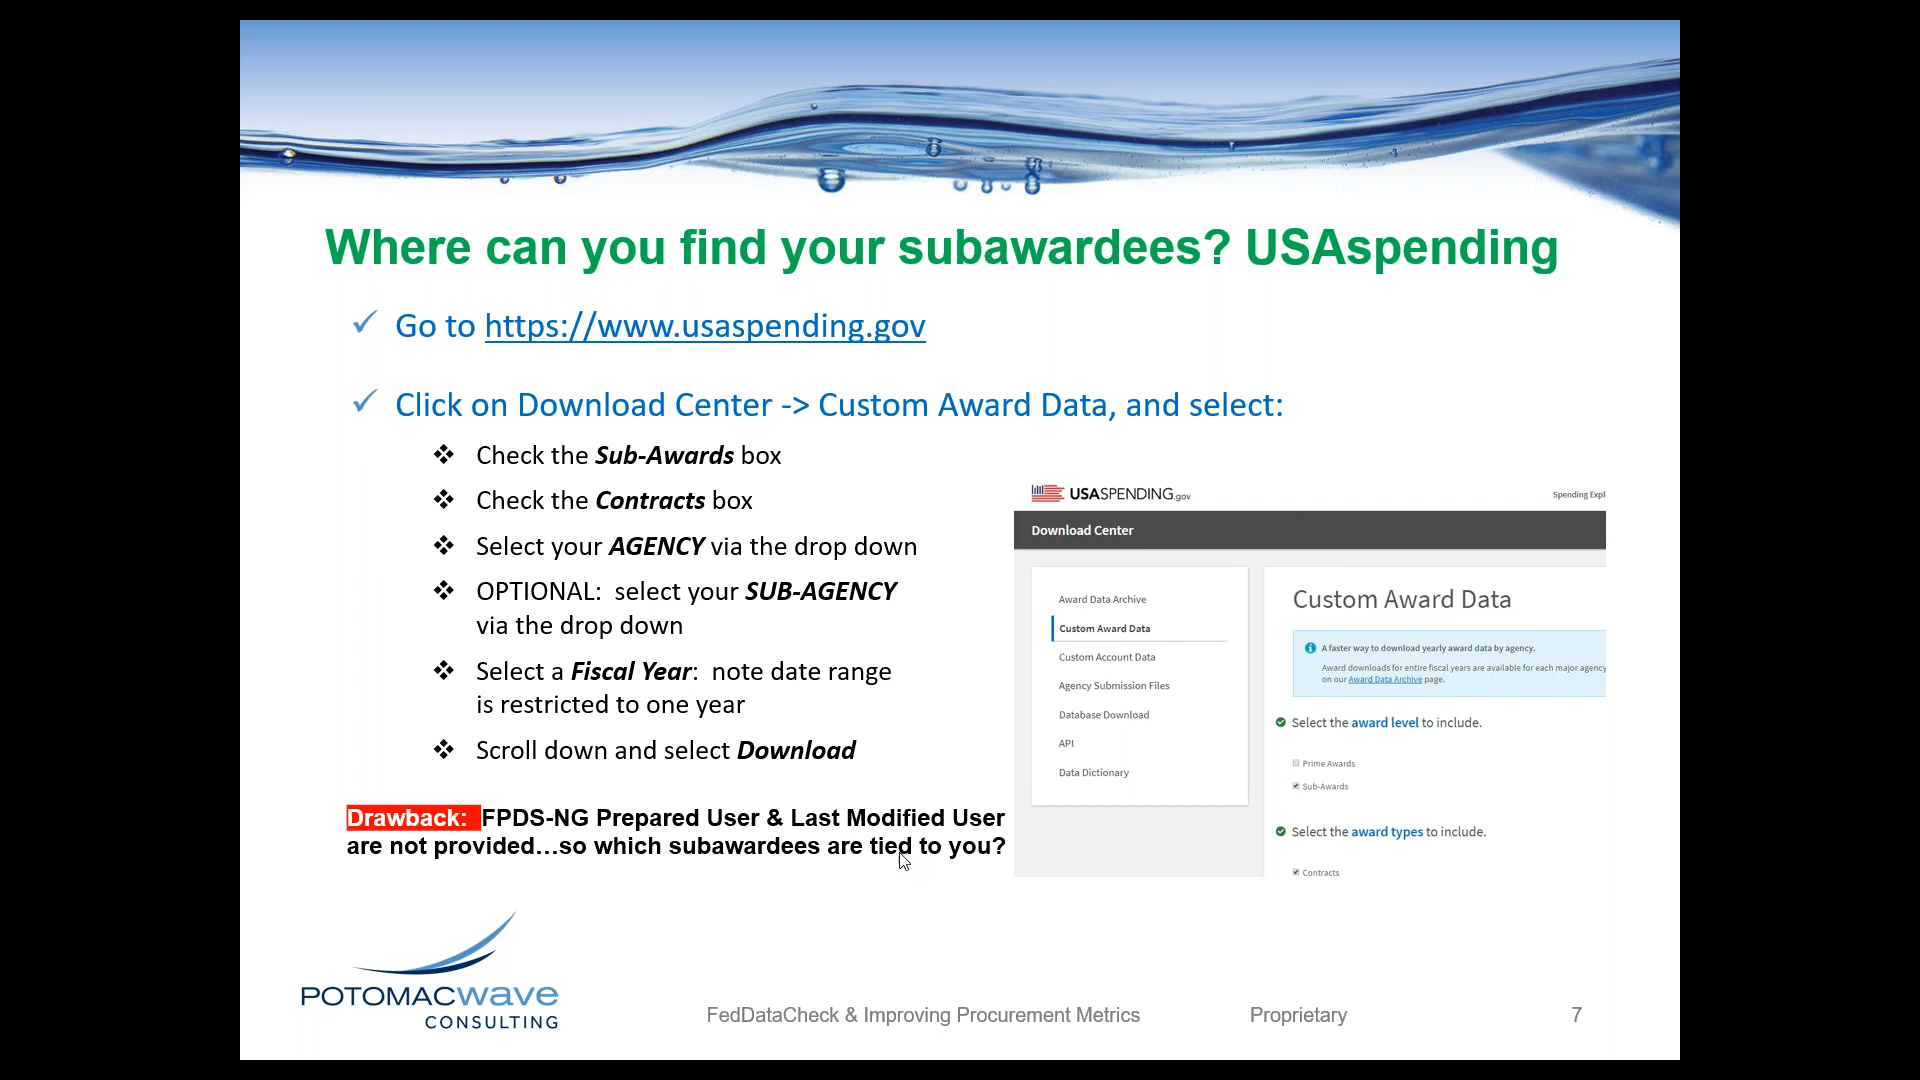 Where can you find your subawardees? USAspending
Go to https://www.usaspending.gov
Click on Download Center -> Custom Award Data, and select:
Check the Sub-Awards box
Check the Contracts box
Select your AGENCY via the drop down
OPTIONAL: select your SUB-AGENCY
via the drop down
Select a Fiscal Year: note date range
is restricted to one year
Scroll down and select Download
Drawback: FPDS-NG Prepared User & Last Modified User
are not provided…so which subawardees are tied to you?
USASPENDING.gov
Spending Expl
Download Center
Award Data Archive
Custom Award Data
Custom Account Data
Agency Submission Files
Database Download
API
Data Dictionary
Custom Award Data
A faster way to download yearly award data by agency.
Award downloads for entire fiscal years are available for each major agency
on our Award Data Archive page.
Select the award level to include.
Prime Awards
Sub-Awards
Select the award types to include.
Contracts
POTOMACwave
CONSULTING
FedDataCheck & Improving Procurement Metrics
Proprietary
7